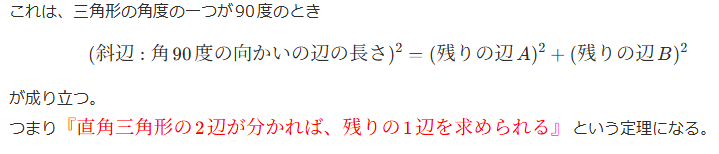 これは、三角形の角度の一つが90度のとき
(斜辺 : 角90度の向かいの辺の長さ)² = (残りの辺A)² + (残りの辺B)²
が成り立つ。
つまり『直角三角形の2辺が分かれば、残りの1辺を求められる』という定理になる。